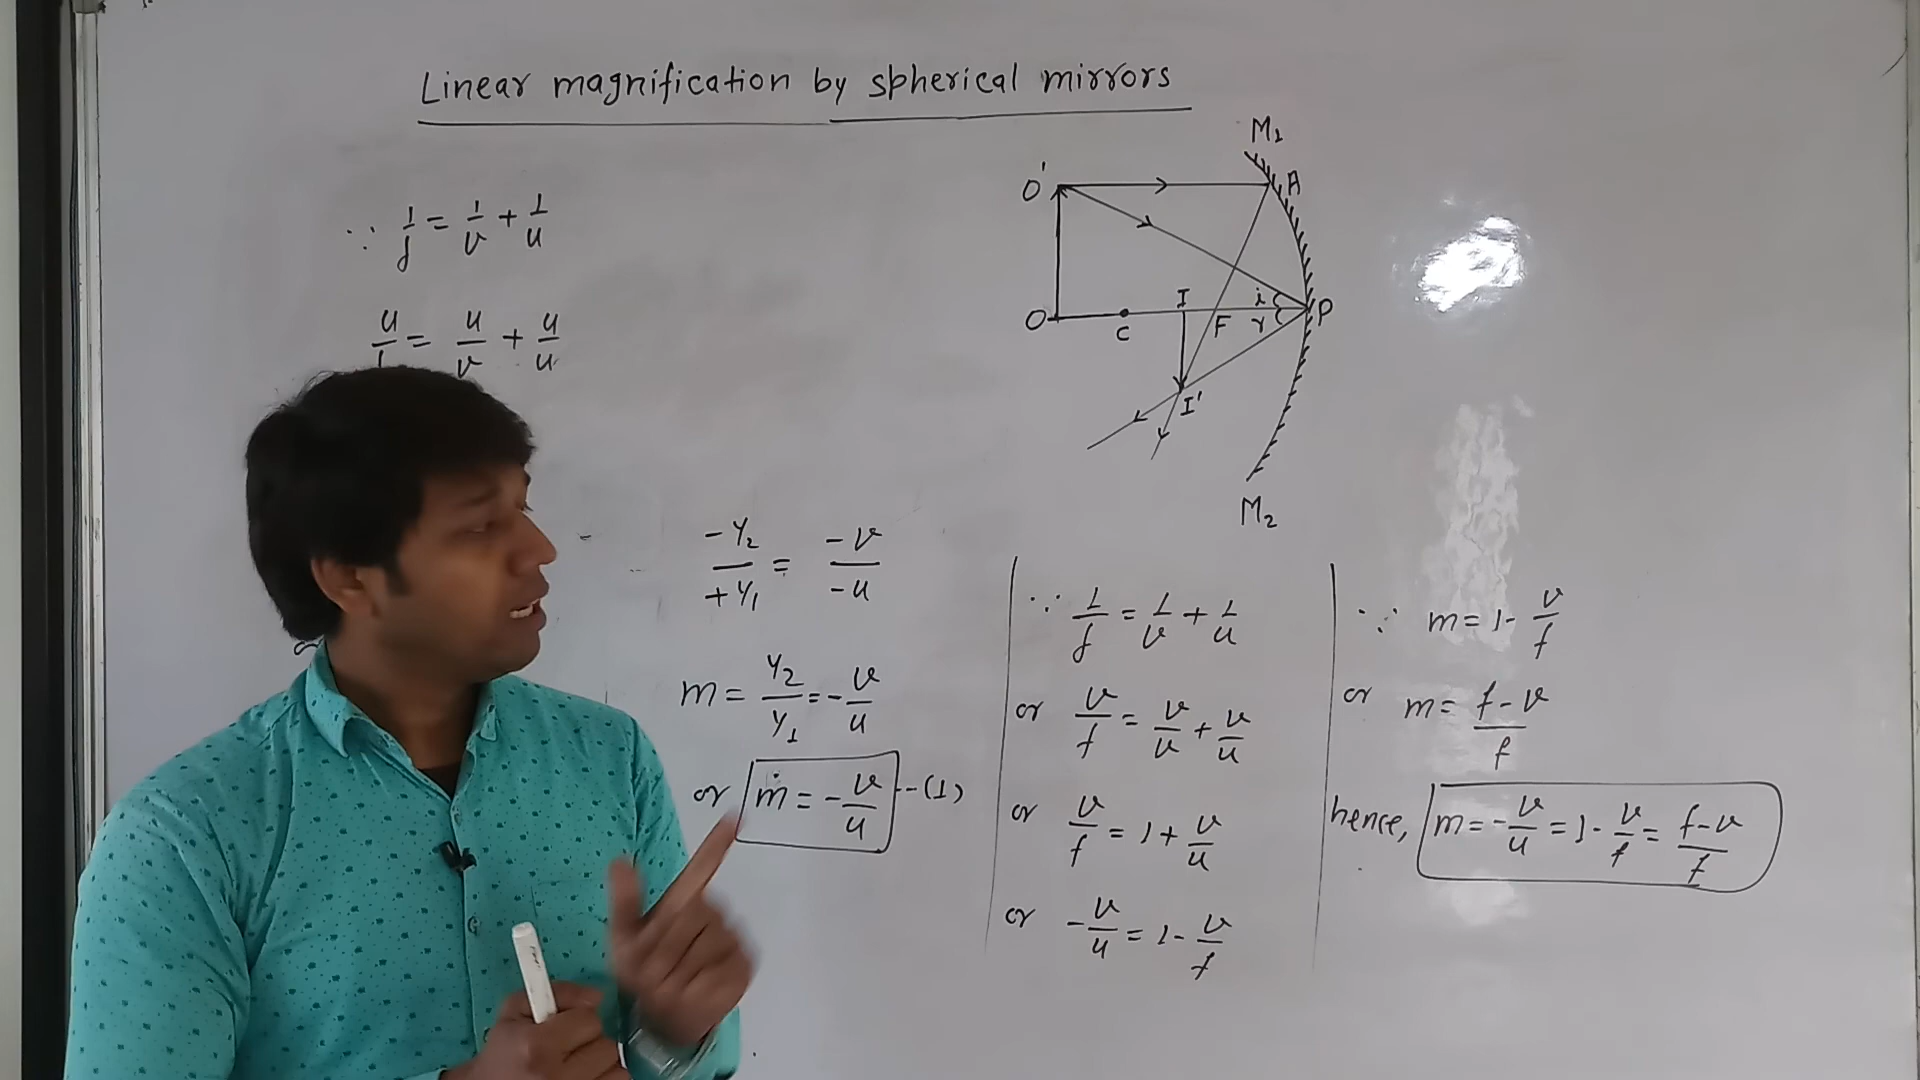 Linear magnification by spherical mirrors
∵ 1/f = 1/v + 1/u
u/f = u/v + u/u
M1
O' A
I i
O C F r P
I'
M2
-Y2/+Y1 = -v/-u
m = Y2/Y1 = -v/u
or m = -v/u -(1)
∵ 1/f = 1/v + 1/u
or v/f = v/v + v/u
or v/f = 1 + v/u
or -v/u = 1 - v/f
∵ m = 1 - v/f
or m = f-v/f
hence, m = -v/u = 1 - v/f = f-v/f